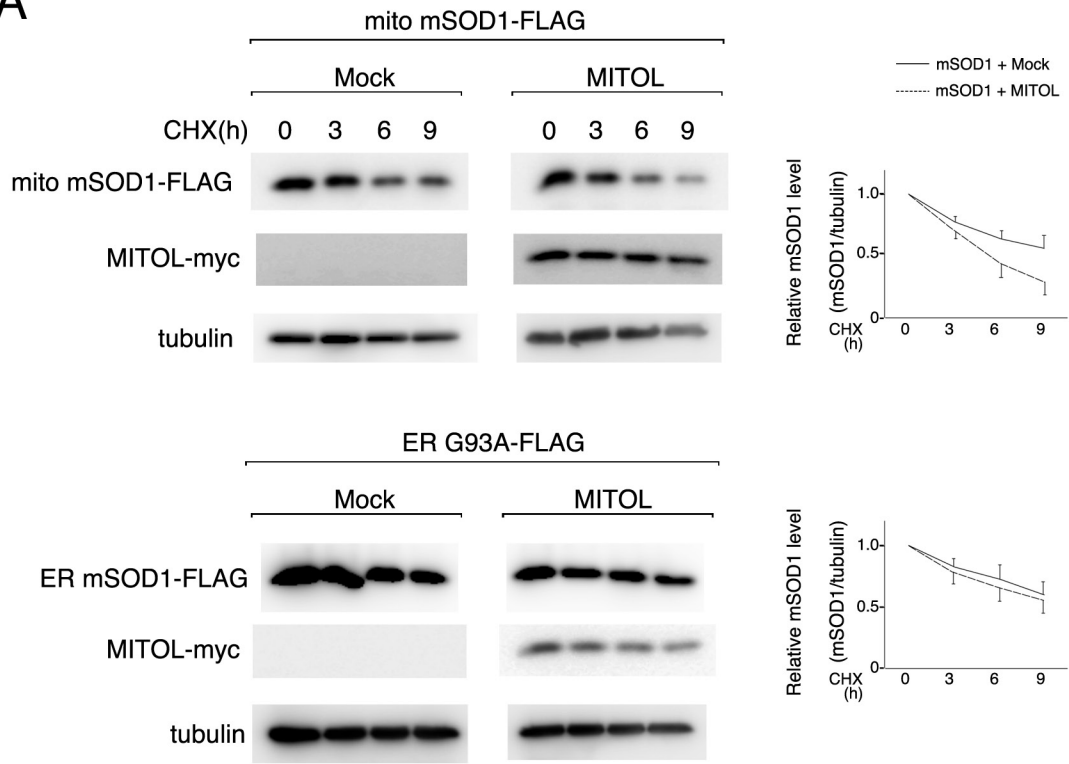 A
mito mSOD1-FLAG
Mock MITOL
CHX(h) 0 3 6 9 0 3 6 9
mito mSOD1-FLAG
MITOL-myc
tubulin
mSOD1 + Mock
mSOD1 + MITOL
Relative mSOD1 level
(mSOD1/tubulin)
1.0
0.5
0
CHX 0 3 6 9
(h)
ER G93A-FLAG
Mock MITOL
ER mSOD1-FLAG
MITOL-myc
tubulin
Relative mSOD1 level
(mSOD1/tubulin)
1.0
0.5
0
CHX 0 3 6 9
(h)